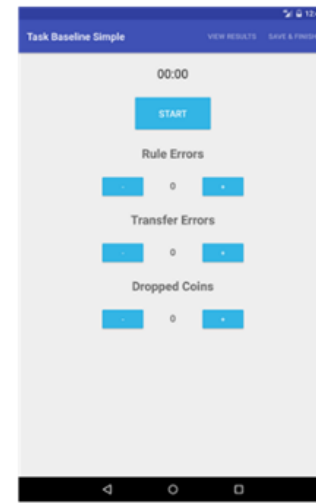 12:
Task Baseline Simple VIEW RESULTS SAVE & FINISH
00:00
START
Rule Errors
- 0 +
Transfer Errors
- 0 +
Dropped Coins
- 0 +